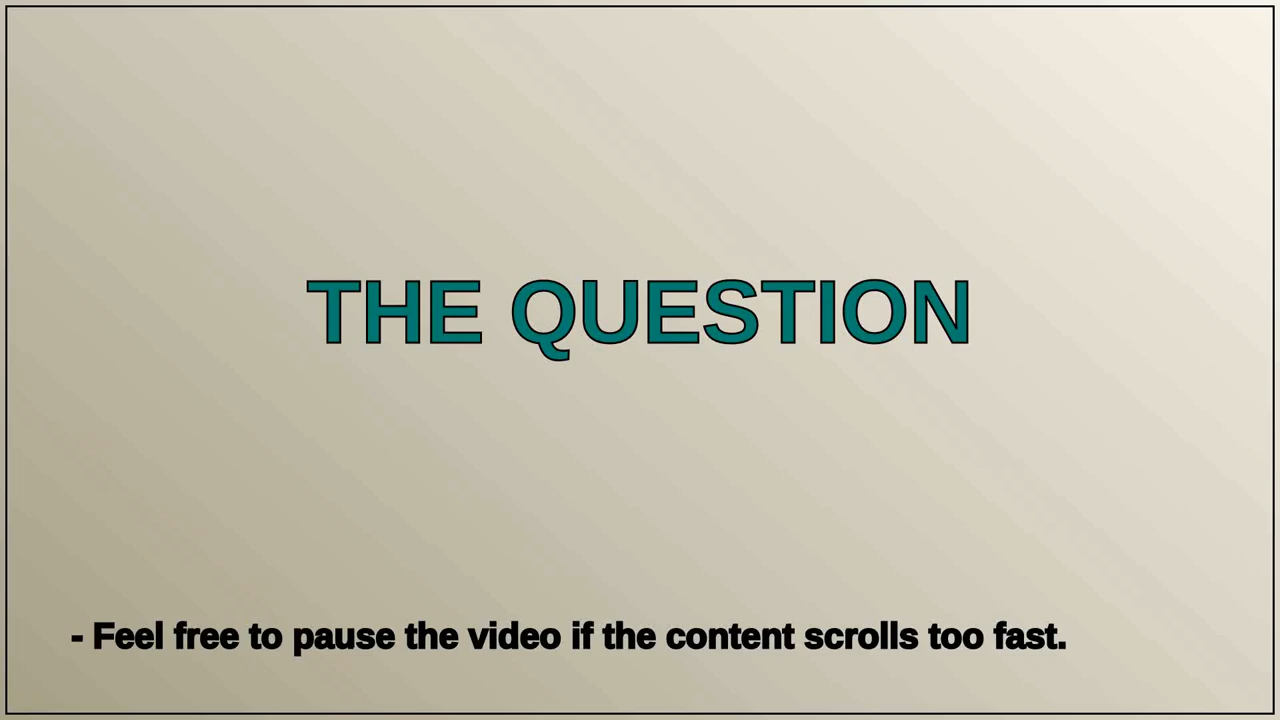 THE QUESTION
- Feel free to pause the video if the content scrolls too fast.